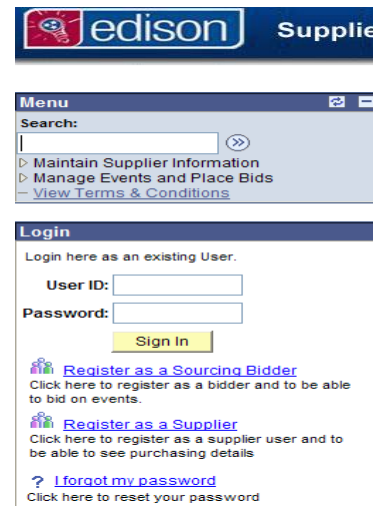 edison Supplie
Menu
Search:
Maintain Supplier Information
Manage Events and Place Bids
View Terms & Conditions
Login
Login here as an existing User.
User ID:
Password:
Sign In
Register as a Sourcing Bidder
Click here to register as a bidder and to be able
to bid on events.
Register as a Supplier
Click here to register as a supplier user and to
be able to see purchasing details
? I forgot my password
Click here to reset your password